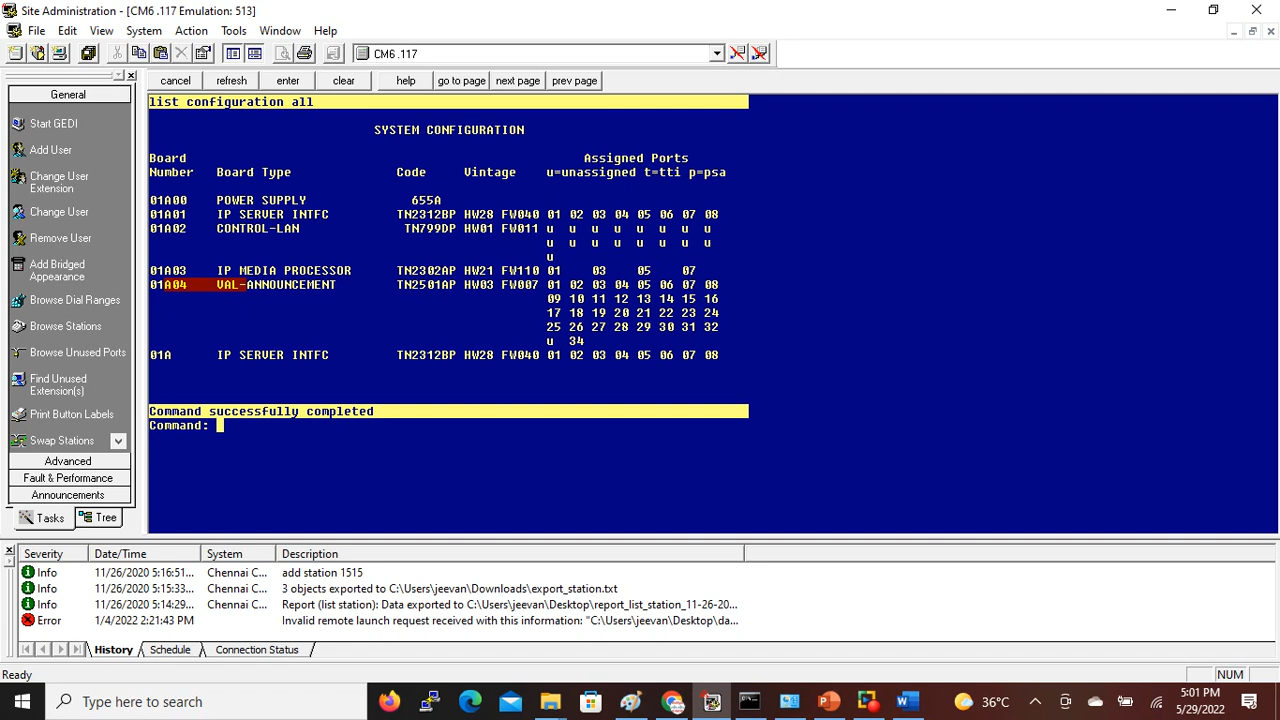 Site Administration - [CM6 .117 Emulation: 513]
File Edit View System Action Tools Window Help
CM6 .117
General
Start GEDI
Add User
Change User
Extension
Change User
Remove User
Add Bridged
Appearance
Browse Dial Ranges
Browse Stations
Browse Unused Ports
Find Unused
Extension(s)
Print Button Labels
Swap Stations
Advanced
Fault & Performance
Announcements
Tasks Tree
cancel refresh enter clear help go to page next page prev page
list configuration all
SYSTEM CONFIGURATION
Board Assigned Ports
Number Board Type Code Vintage u=unassigned t=tti p=psa
01A00 POWER SUPPLY 655A
01A01 IP SERVER INTFC TN2312BP HW28 FW040 01 02 03 04 05 06 07 08
01A02 CONTROL-LAN TN799DP HW01 FW011 u u u u u u u u
u u u u u u u u
u
01A03 IP MEDIA PROCESSOR TN2302AP HW21 FW110 01 03 05 07
01A04 VAL-ANNOUNCEMENT TN2501AP HW03 FW007 01 02 03 04 05 06 07 08
09 10 11 12 13 14 15 16
17 18 19 20 21 22 23 24
25 26 27 28 29 30 31 32
u 34
01A IP SERVER INTFC TN2312BP HW28 FW040 01 02 03 04 05 06 07 08
Command successfully completed
Command:
Severity Date/Time System Description
Info 11/26/2020 5:16:51... Chennai C... add station 1515
Info 11/26/2020 5:15:33... Chennai C... 3 objects exported to C:\Users\jeevan\Downloads\export_station.txt
Info 11/26/2020 5:14:29... Chennai C... Report (list station): Data exported to C:\Users\jeevan\Desktop\report_list_station_11-26-20...
Error 1/4/2022 2:21:43 PM Invalid remote launch request received with this information: "C:\Users\jeevan\Desktop\da...
History Schedule Connection Status
Ready NUM
Type here to search
36°C
5:01 PM
5/29/2022